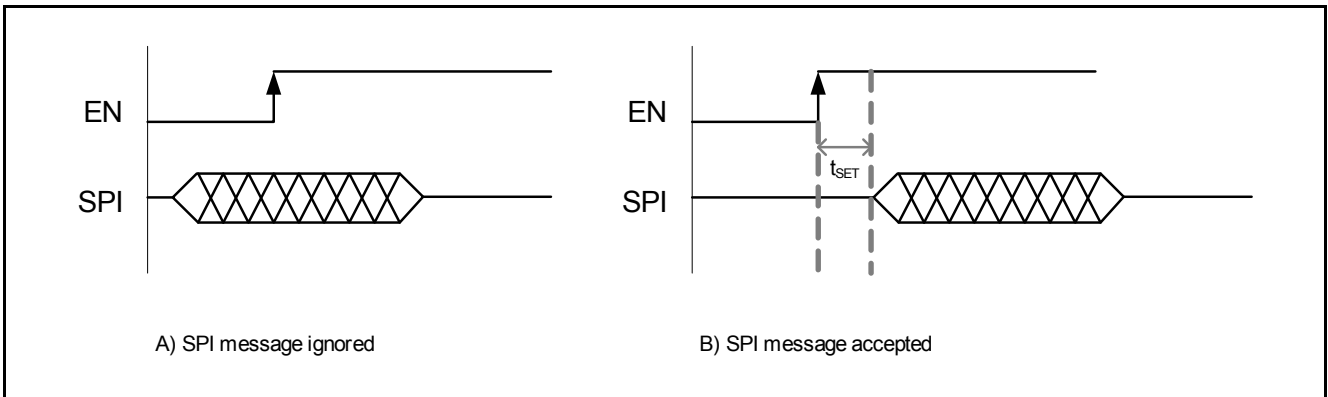 EN
SPI
A) SPI message ignored
EN
tSET
SPI
B) SPI message accepted